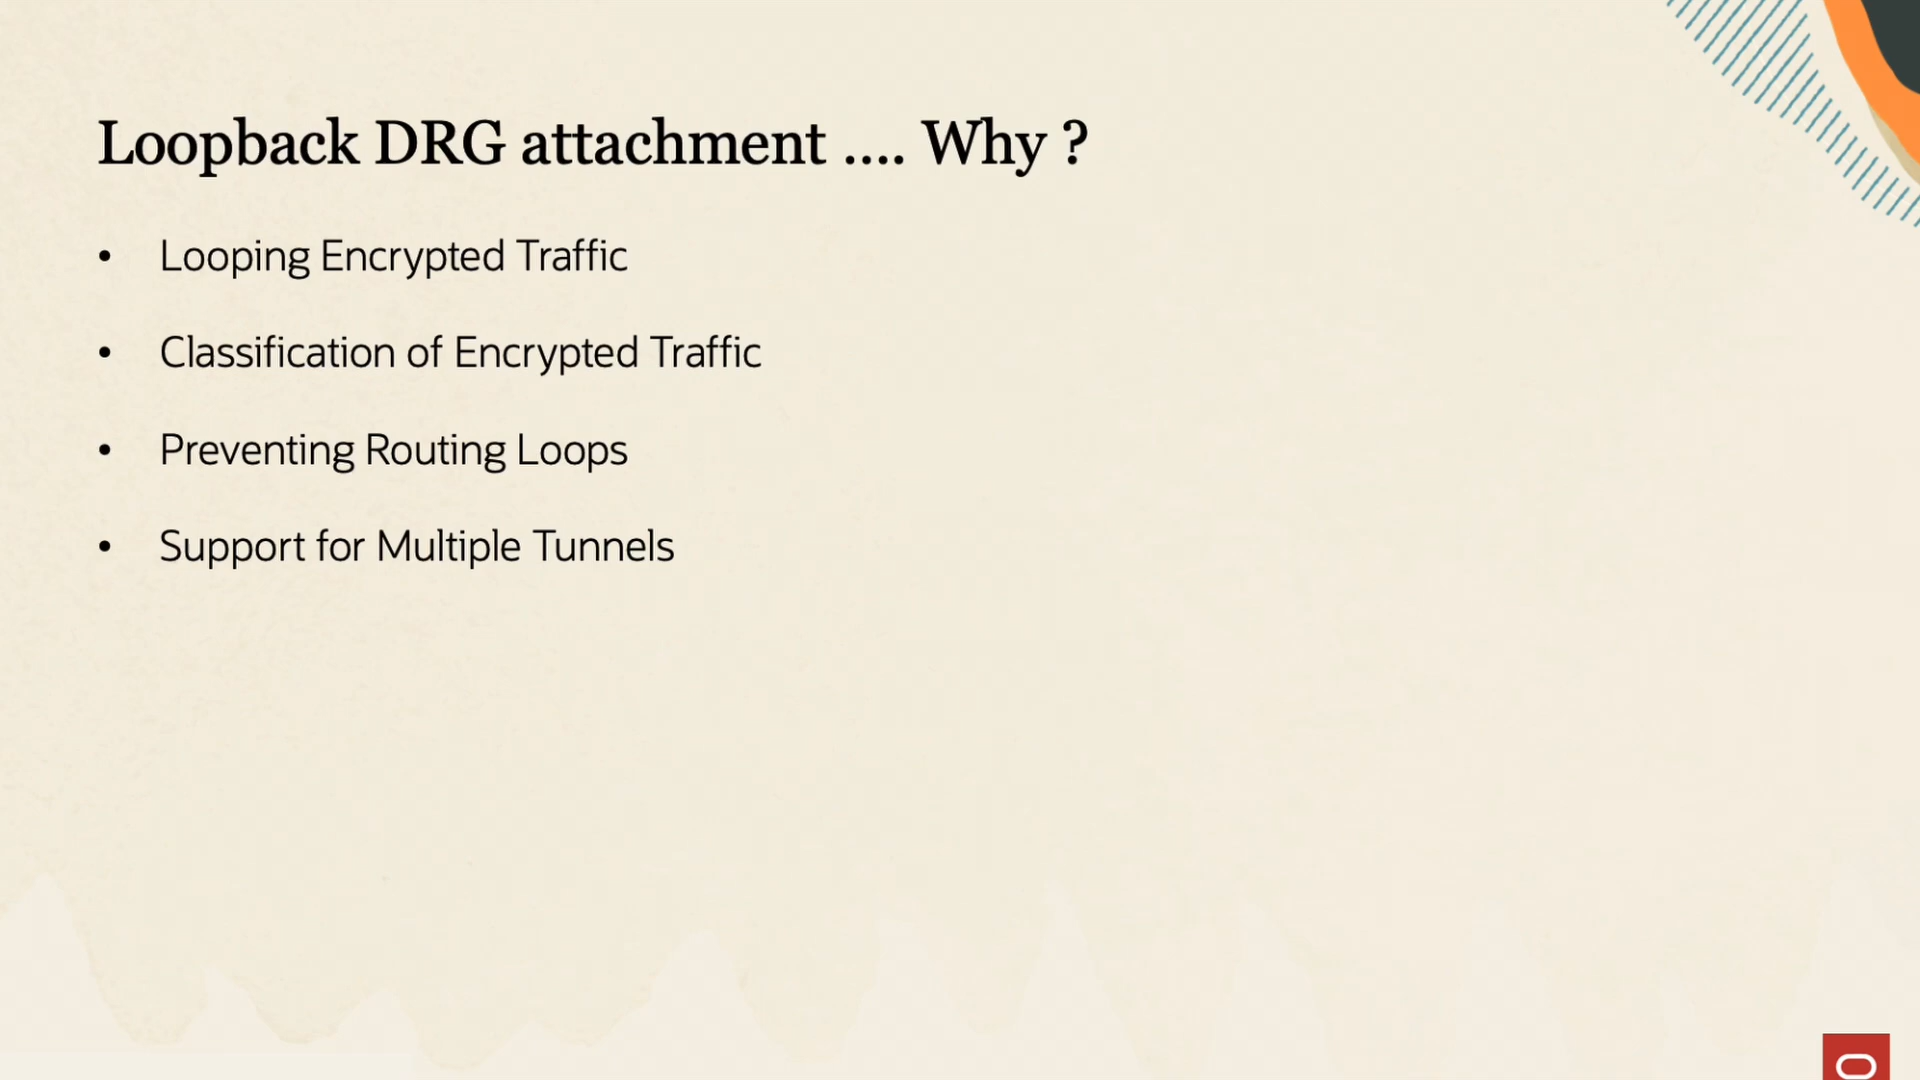 Loopback DRG attachment .... Why ?
• Looping Encrypted Traffic
• Classification of Encrypted Traffic
• Preventing Routing Loops
• Support for Multiple Tunnels